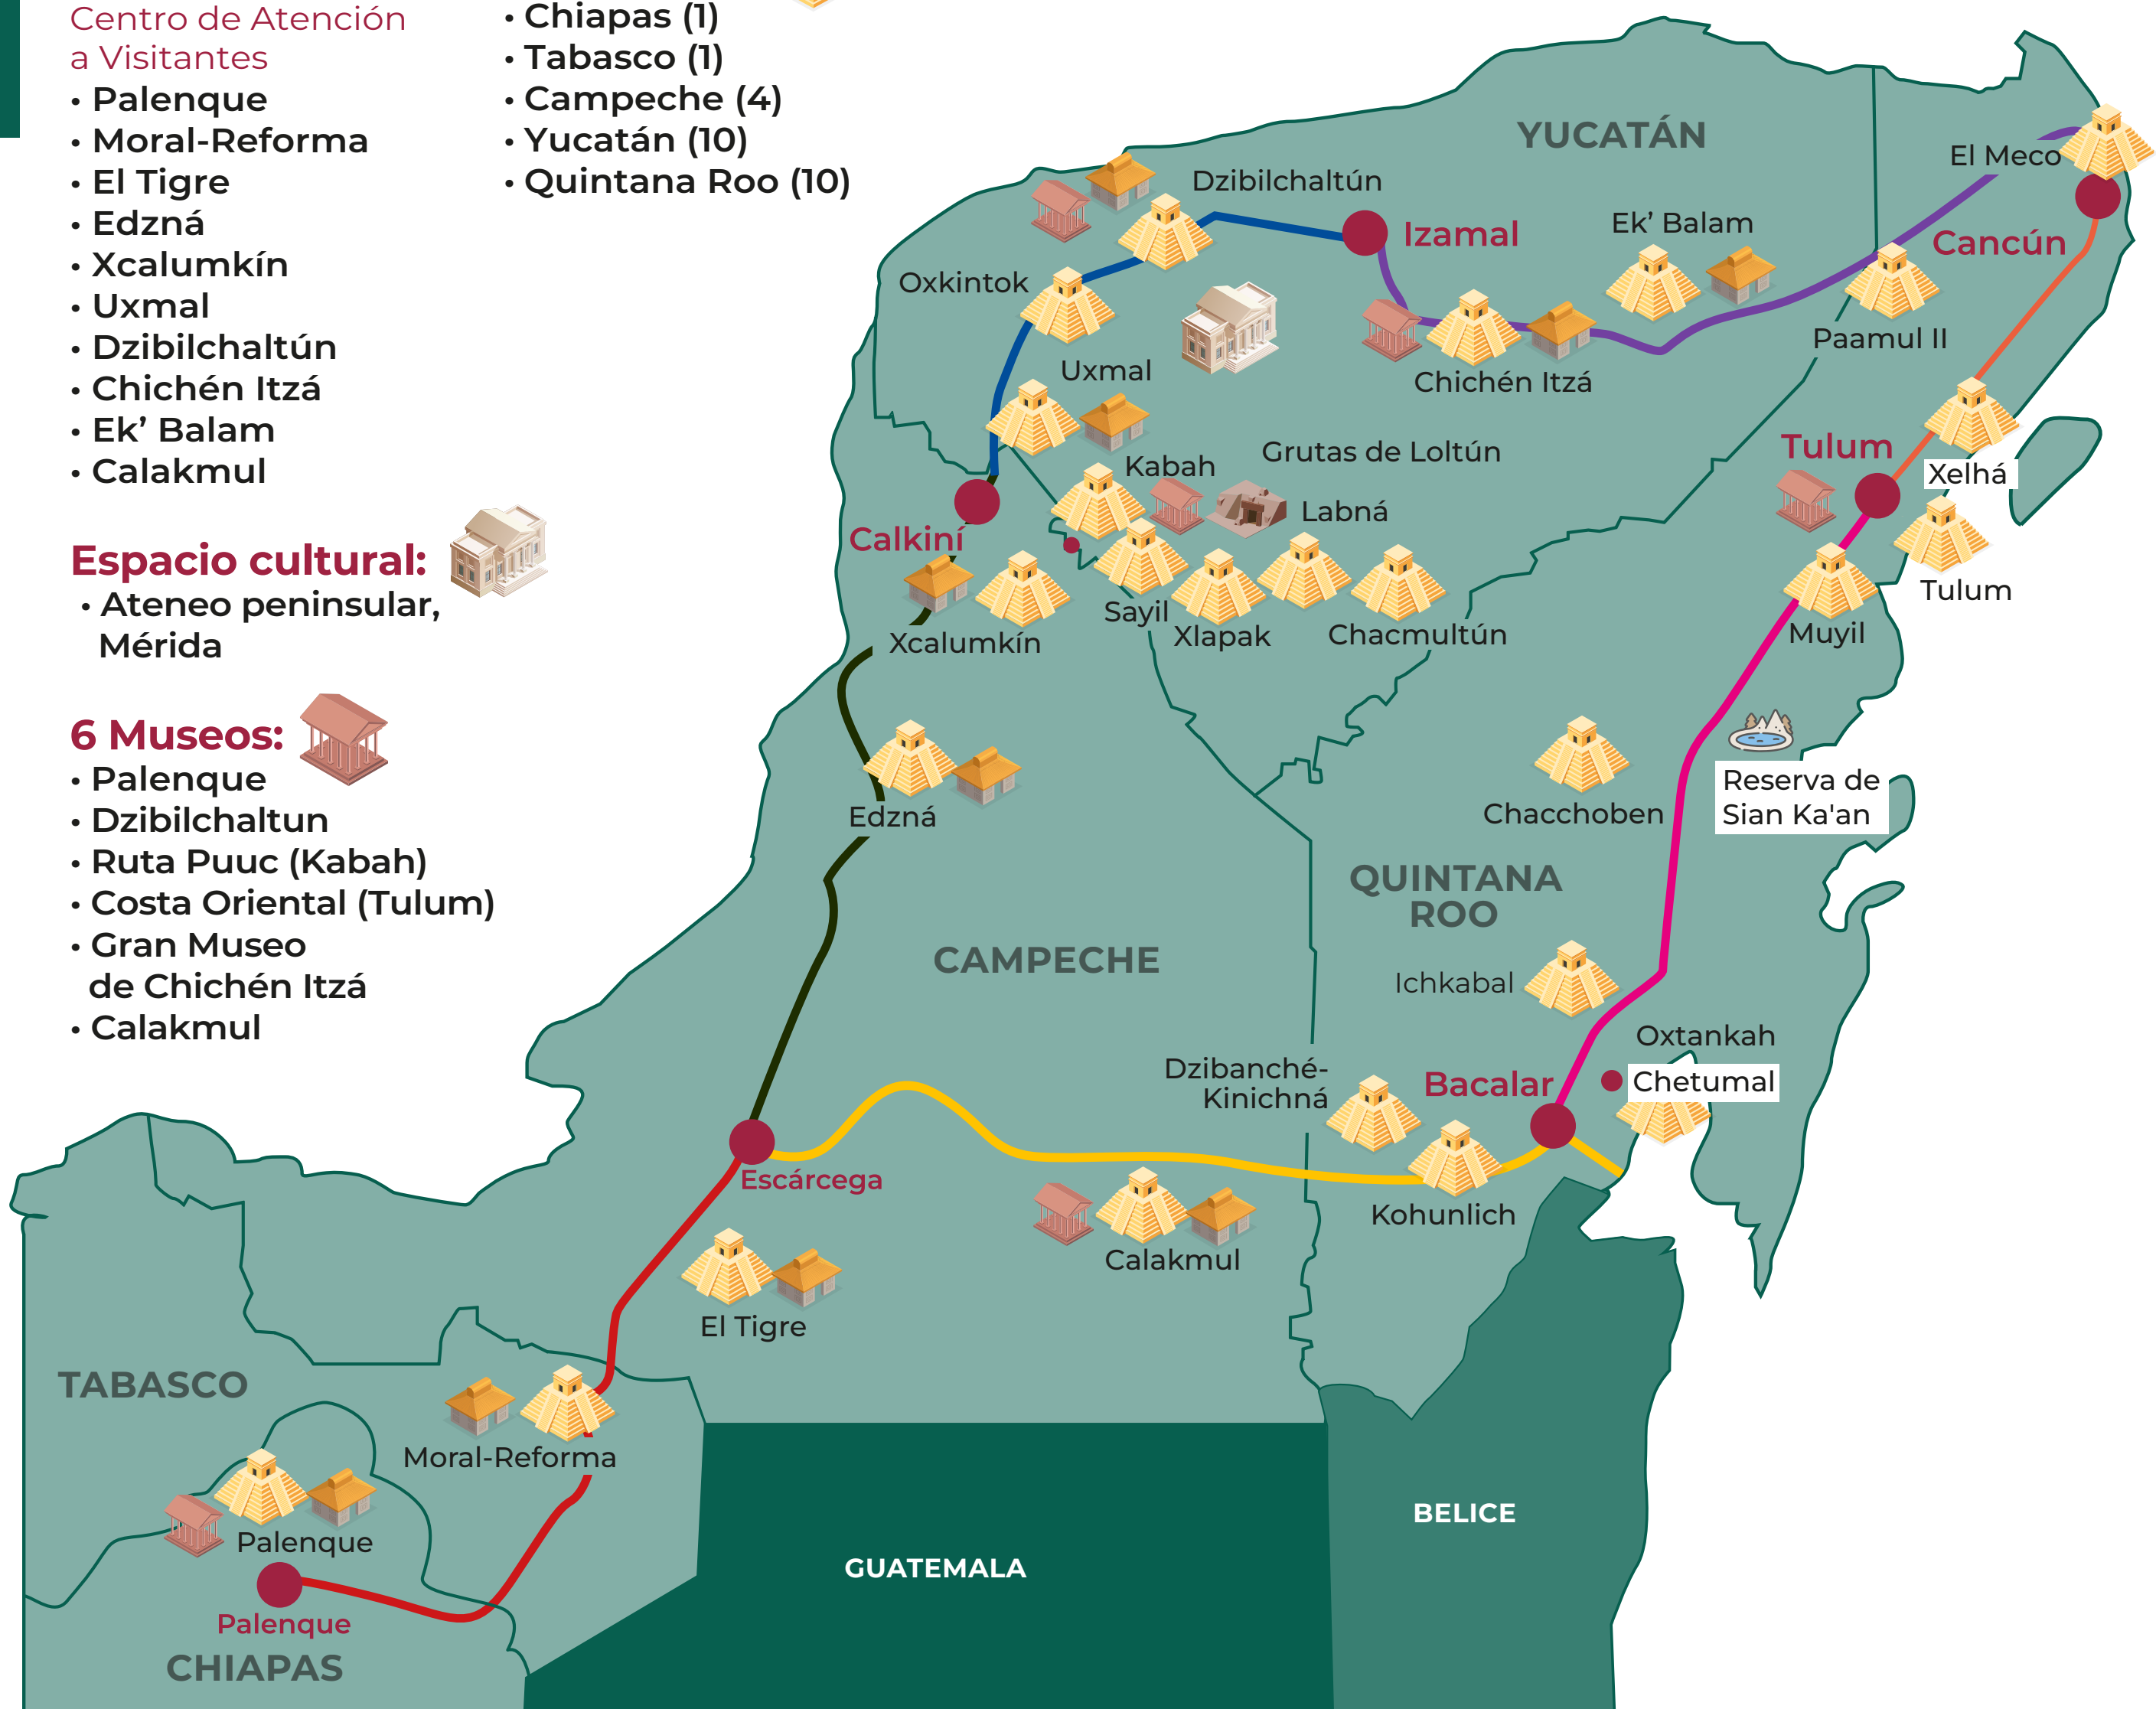 Centro de Atención
a Visitantes
• Palenque
• Moral-Reforma
• El Tigre
• Edzná
• Xcalumkín
• Uxmal
• Dzibilchaltún
• Chichén Itzá
• Ek’ Balam
• Calakmul
Espacio cultural:
• Ateneo peninsular,
Mérida
6 Museos:
• Palenque
• Dzibilchaltun
• Ruta Puuc (Kabah)
• Costa Oriental (Tulum)
• Gran Museo
de Chichén Itzá
• Calakmul
• Chiapas (1)
• Tabasco (1)
• Campeche (4)
• Yucatán (10)
• Quintana Roo (10)
YUCATÁN
El Meco
Dzibilchaltún
Izamal
Ek’ Balam
Cancún
Oxkintok
Paamul II
Uxmal
Chichén Itzá
Kabah
Grutas de Loltún
Tulum
Xelhá
Labná
Calkiní
Tulum
Sayil
Xlapak
Chacmultún
Muyil
Xcalumkín
Reserva de
Sian Ka'an
Edzná
Chacchoben
QUINTANA
ROO
CAMPECHE
Ichkabal
Oxtankah
Dzibanché-
Kinichná
Bacalar
Chetumal
Escárcega
Kohunlich
Calakmul
El Tigre
TABASCO
Moral-Reforma
Palenque
Palenque
CHIAPAS
GUATEMALA
BELICE